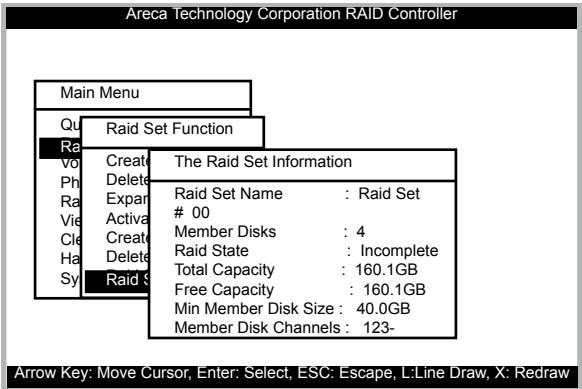 Areca Technology Corporation RAID Controller
Main Menu
Qu
Ra
Vo
Ph
Ra
Vie
Cle
Ha
Sy
Raid Set Function
Create
Delete
Expan
Activa
Create
Delete
Raid S
The Raid Set Information
Raid Set Name : Raid Set
# 00
Member Disks : 4
Raid State : Incomplete
Total Capacity : 160.1GB
Free Capacity : 160.1GB
Min Member Disk Size : 40.0GB
Member Disk Channels : 123-
Arrow Key: Move Cursor, Enter: Select, ESC: Escape, L:Line Draw, X: Redraw